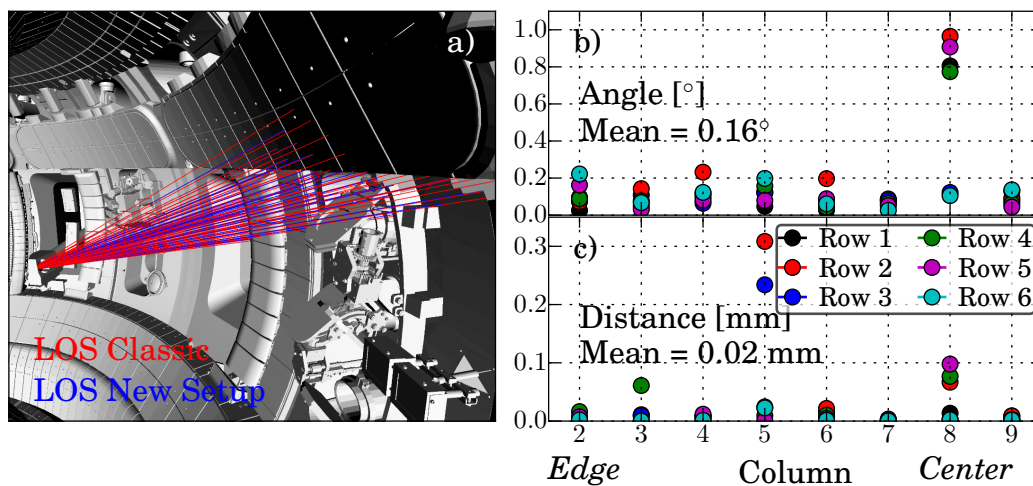 a)
LOS Classic
LOS New Setup
b)
1.0
0.8
0.6
0.4
0.2
0.0
Angle [°]
Mean = 0.16°
c)
0.3
0.2
0.1
0.0
Row 1
Row 2
Row 3
Row 4
Row 5
Row 6
Distance [mm]
Mean = 0.02 mm
2 3 4 5 6 7 8 9
Edge Column Center